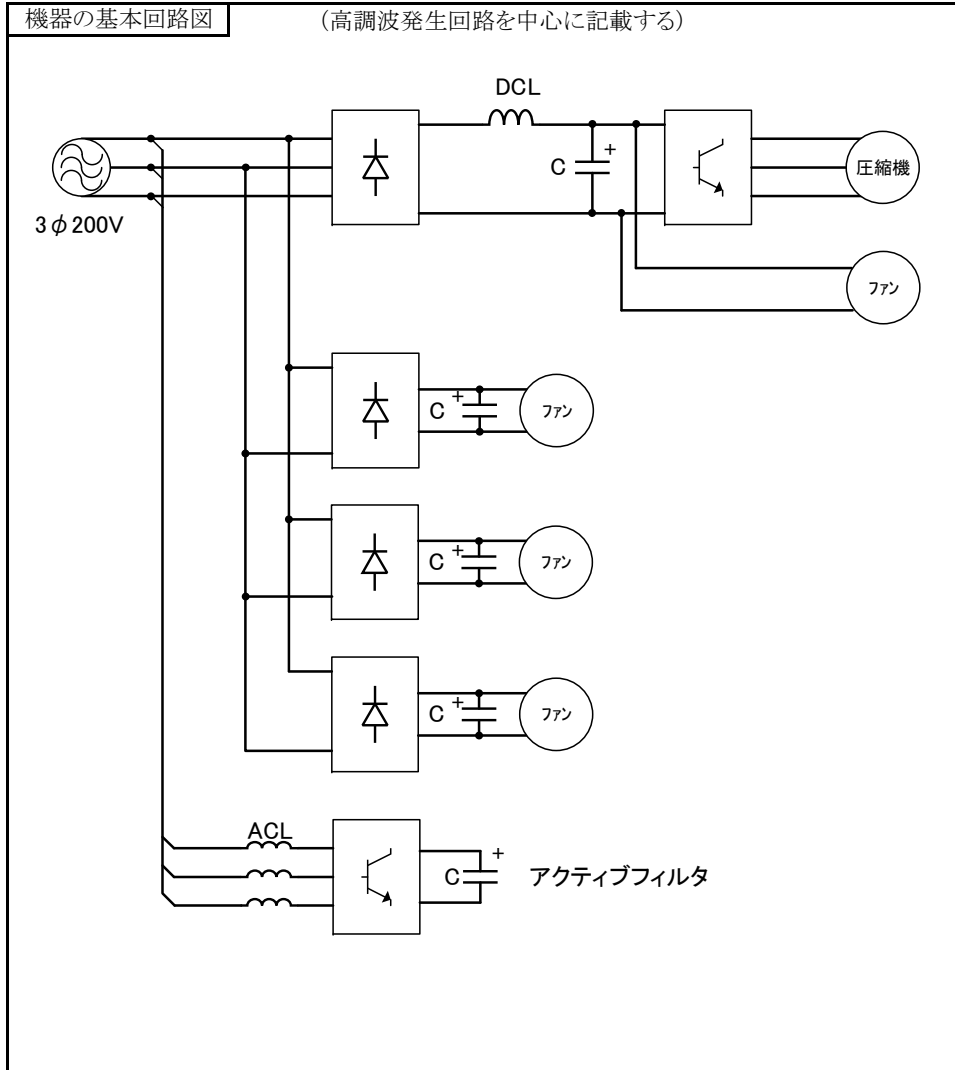 機器の基本回路図
(高調波発生回路を中心に記載する)
DCL
C
+
圧縮機
3φ200V
ファン
C
+
ファン
C
+
ファン
C
+
ファン
ACL
C
+
アクティブフィルタ